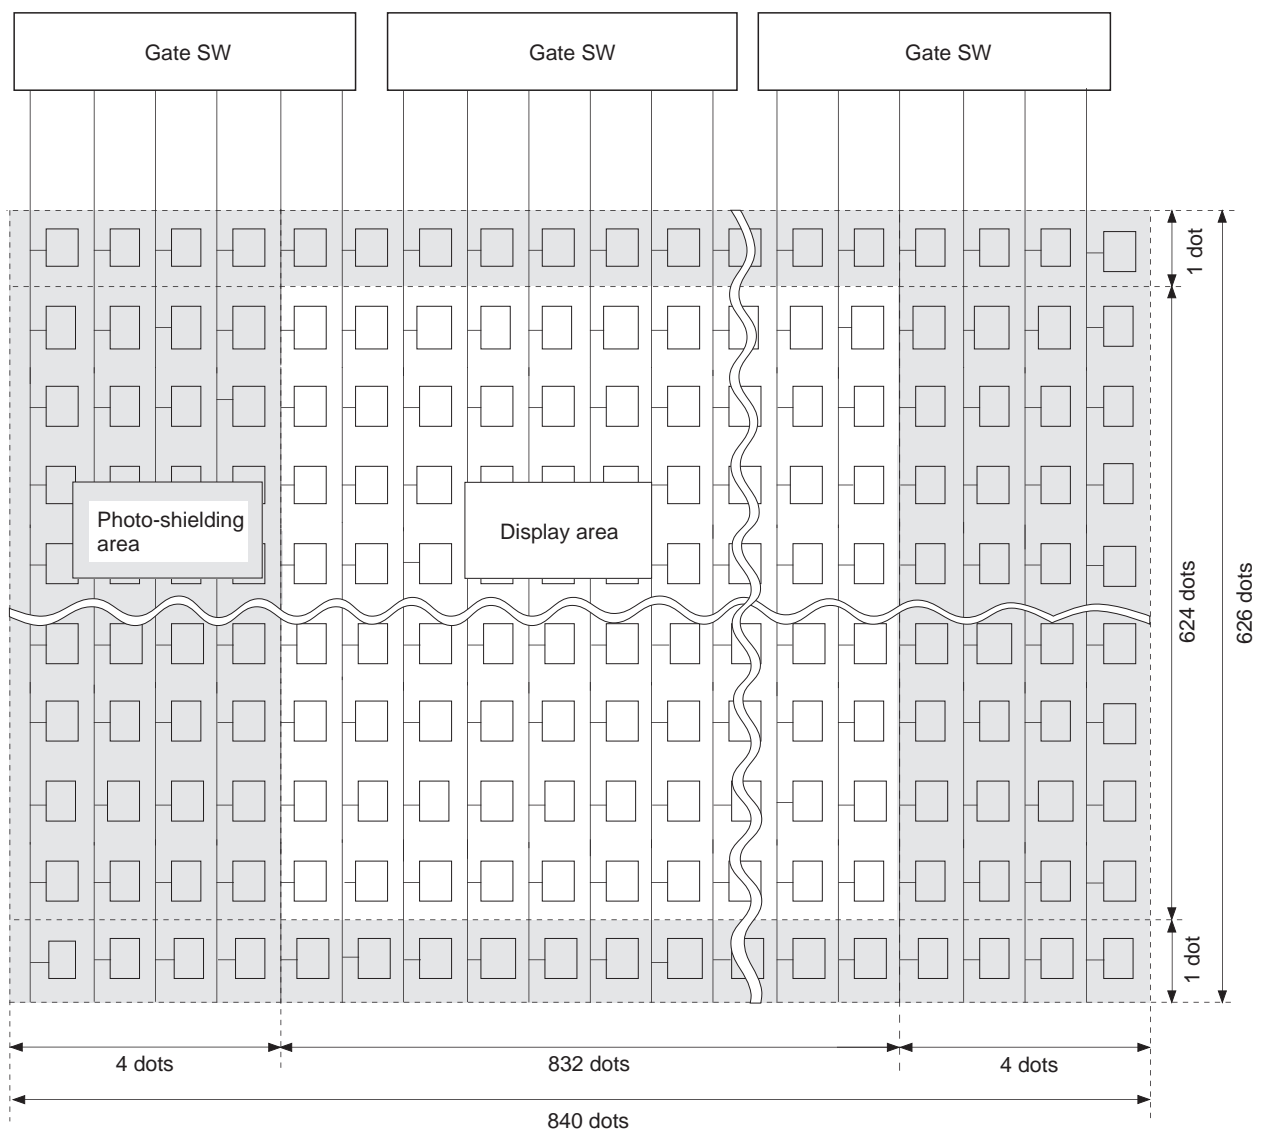 Gate SW
Gate SW
Gate SW
1 dot
Photo-shielding
area
Display area
624 dots
626 dots
1 dot
4 dots
832 dots
4 dots
840 dots